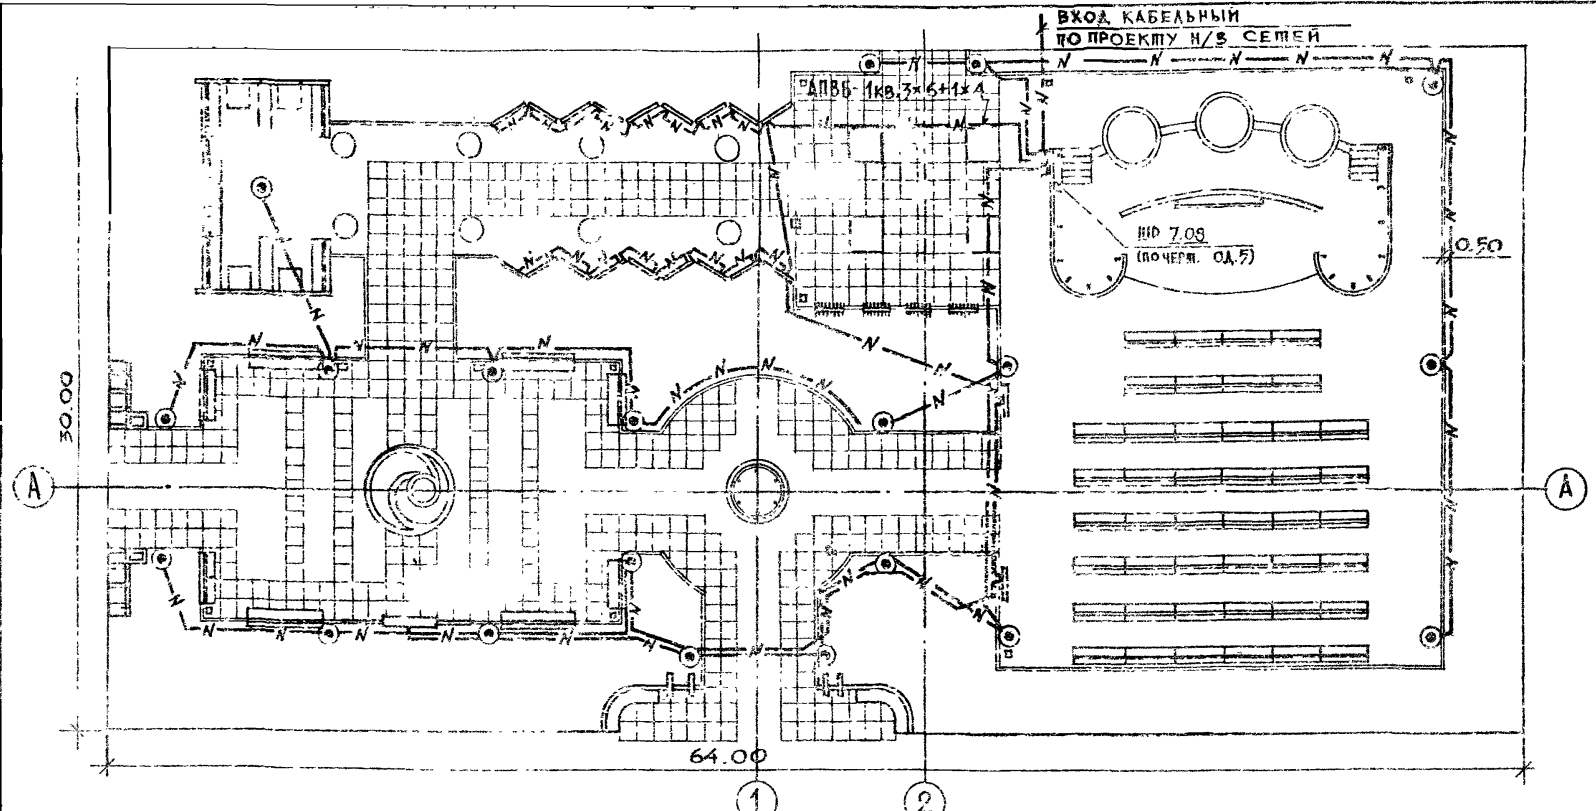 ВХОД КАБЕЛЬНЫЙ
ПО ПРОЕКТУ Н/В СЕТЕЙ
АПВБ-1кв.3×6+1×4
ШР 7.08
(ПО ЧЕРТ. ОД.5)
0.50
30.00
А
А
64.00
1
2